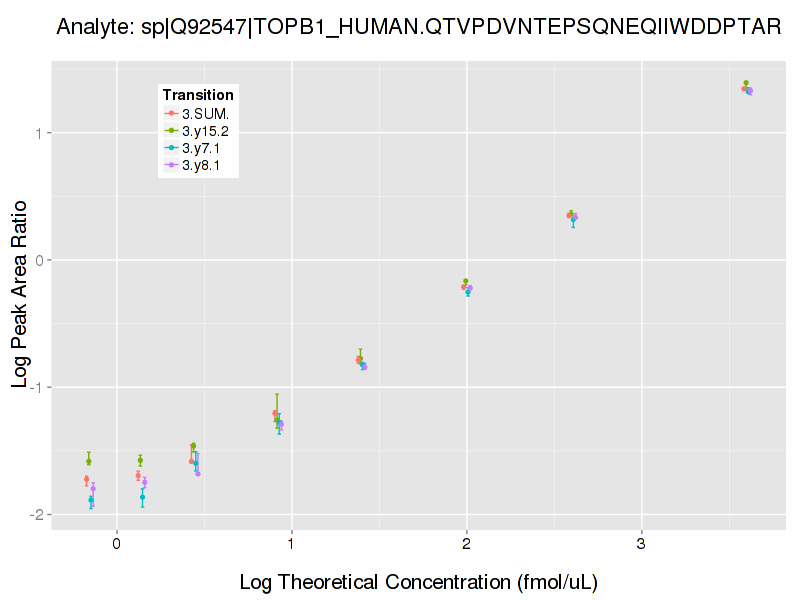 Analyte: sp|Q92547|TOPB1_HUMAN.QTVPDVNTEPSQNEQIIWDDPTAR
Transition
3.SUM.
3.y15.2
3.y7.1
3.y8.1
Log Peak Area Ratio
1
0
-1
-2
0 1 2 3
Log Theoretical Concentration (fmol/uL)